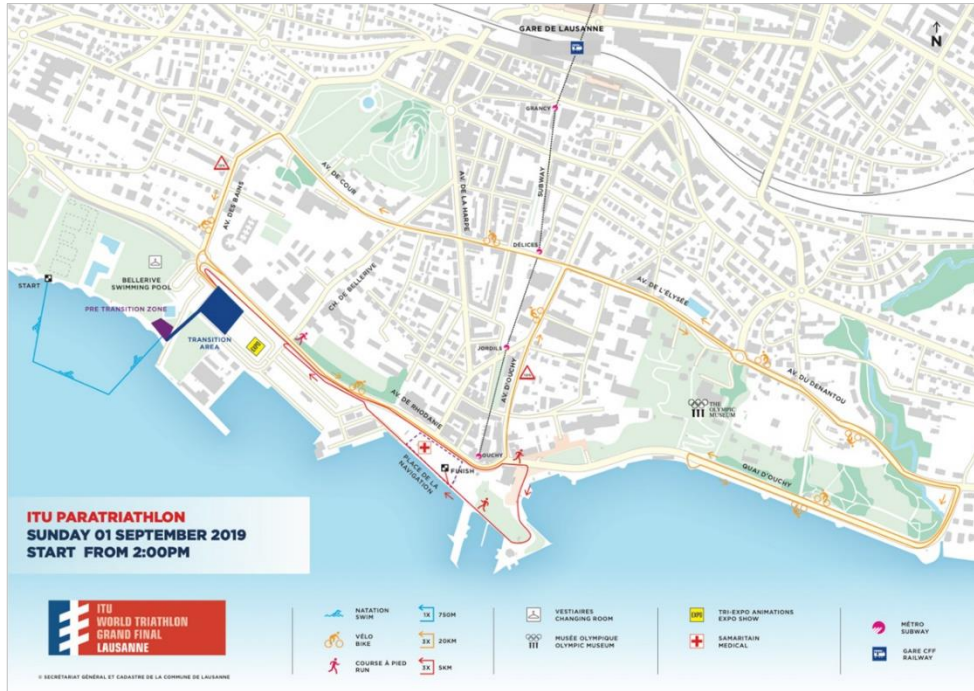 GARE DE LAUSANNE
N
GRANCY
AV. DE COUR
AV. DE LA HARPE
SUBWAY
AV. DES BAINS
DÉLICES
START
BELLERIVE
SWIMMING POOL
CH. DE BELLERIVE
AV. DE L'ÉLYSÉE
PRE TRANSITION ZONE
TRANSITION
AREA
EXPO
JORDILS
AV. D'OUCHY
AV. DU DENANTOU
THE
OLYMPIC
MUSEUM
AV. DE RHODANIE
OUCHY
FINISH
PLACE DE LA
NAVIGATION
QUAI D'OUCHY
ITU PARATRIATHLON
SUNDAY 01 SEPTEMBER 2019
START FROM 2:00PM
ITU
WORLD TRIATHLON
GRAND FINAL
LAUSANNE
NATATION
SWIM
1X 750M
VÉLO
BIKE
3X 20KM
COURSE À PIED
RUN
3X 5KM
VESTIAIRES
CHANGING ROOM
MUSÉE OLYMPIQUE
OLYMPIC MUSEUM
EXPO
TRI-EXPO ANIMATIONS
EXPO SHOW
SAMARITAIN
MEDICAL
MÉTRO
SUBWAY
GARE CFF
RAILWAY
© SECRÉTARIAT GÉNÉRAL ET CADASTRE DE LA COMMUNE DE LAUSANNE